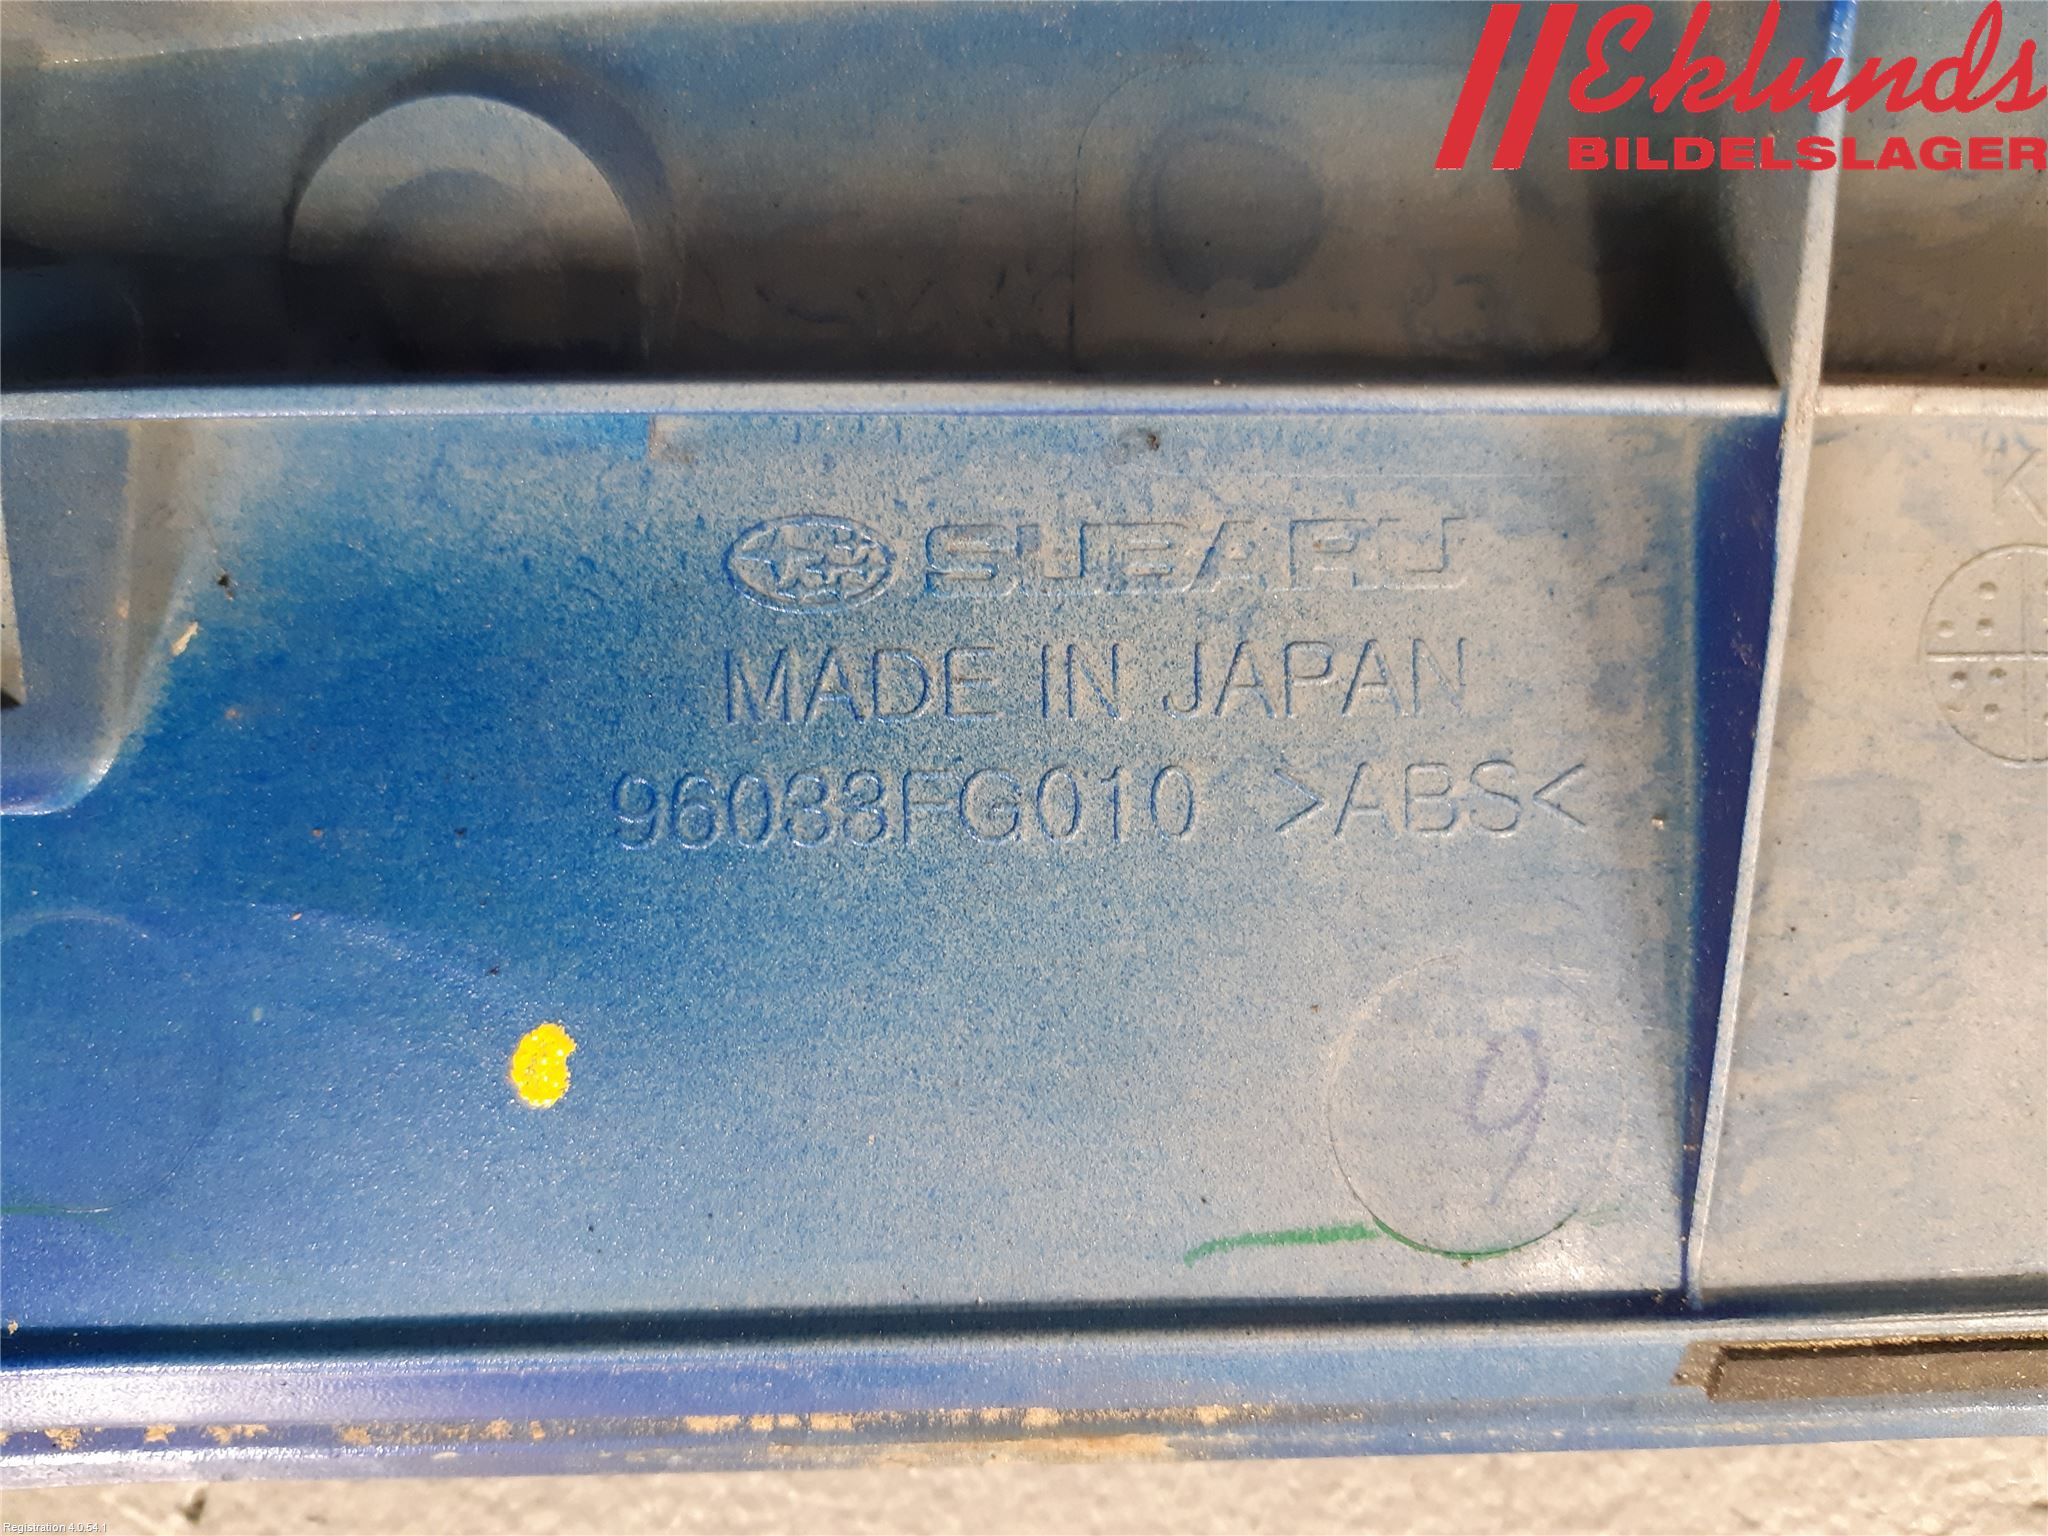 Eklunds
BILDELSLAGER
SUBARU
MADE IN JAPAN
96033FG010 >ABS<
K
9
Registration 4.0.54.1